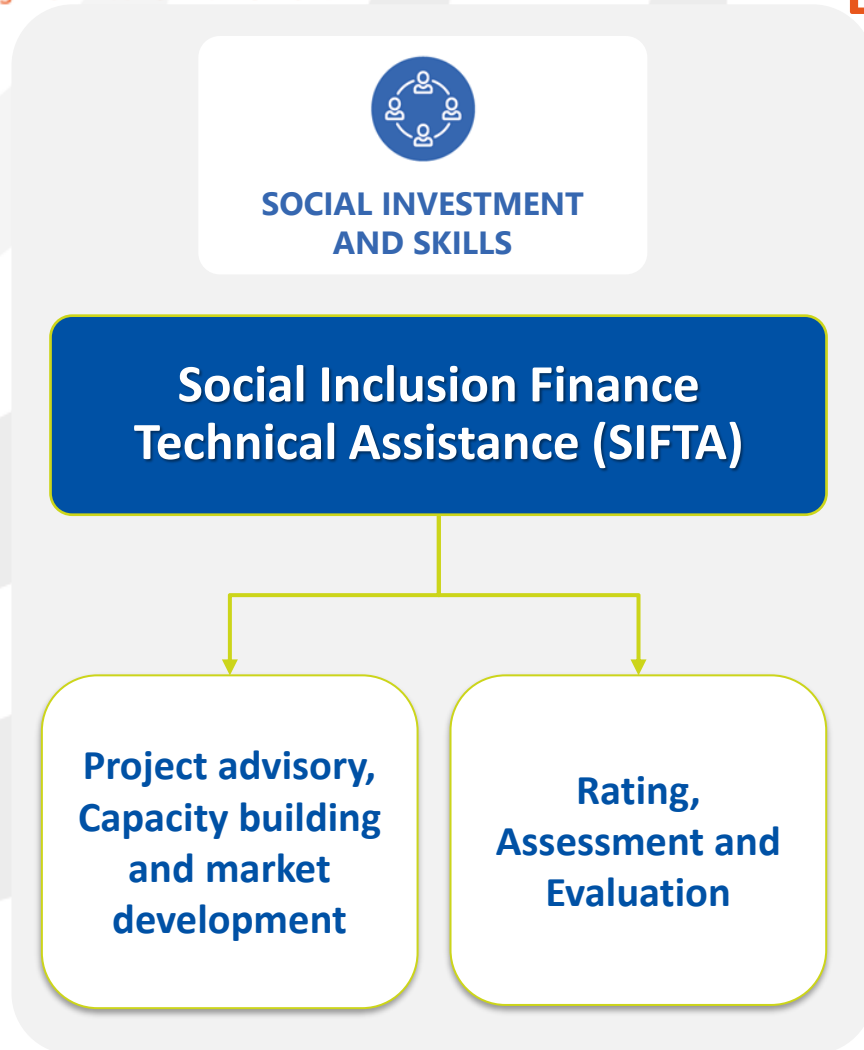 SOCIAL INVESTMENT
AND SKILLS
Social Inclusion Finance
Technical Assistance (SIFTA)
Project advisory,
Capacity building
and market
development
Rating,
Assessment and
Evaluation